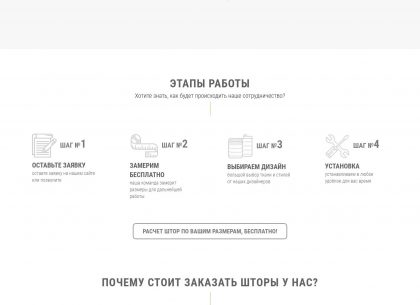 ЭТАПЫ РАБОТЫ
Хотите знать, как будет происходить наше сотрудничество?
ШАГ №1
ОСТАВЬТЕ ЗАЯВКУ
оставте заявку на нашем сайте
или позвоните
ШАГ №2
ЗАМЕРИМ
БЕСПЛАТНО
наша команда замерит
размеры для дальнейшей
работы
ШАГ №3
ВЫБИРАЕМ ДИЗАЙН
большой выбор ткани и стилей
от наших дизайнеров
ШАГ №4
УСТАНОВКА
устанавливаем в любое
удобное для вас время
РАСЧЕТ ШТОР ПО ВАШИМ РАЗМЕРАМ, БЕСПЛАТНО!
ПОЧЕМУ СТОИТ ЗАКАЗАТЬ ШТОРЫ У НАС?